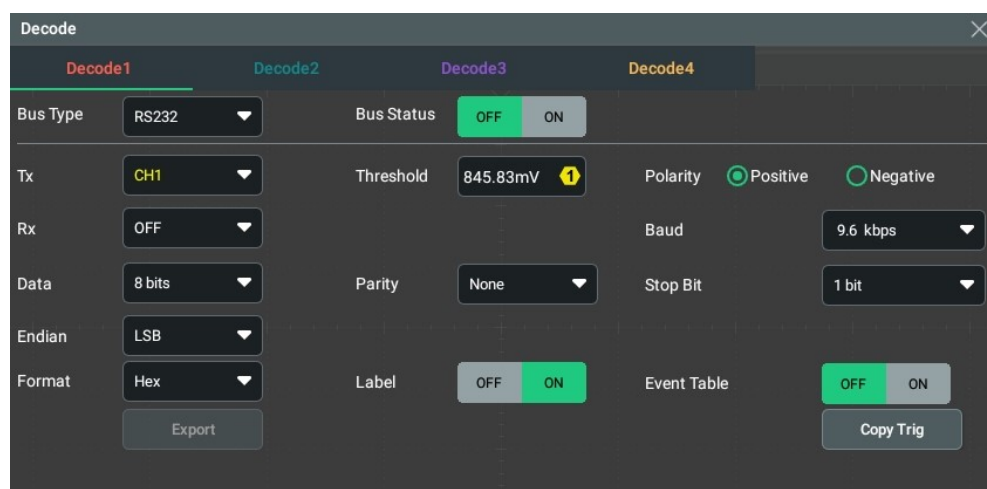 Decode
Decode1 Decode2 Decode3 Decode4
Bus Type RS232 Bus Status OFF ON
Tx CH1 Threshold 845.83mV 1 Polarity Positive Negative
Rx OFF Baud 9.6 kbps
Data 8 bits Parity None Stop Bit 1 bit
Endian LSB
Format Hex Label OFF ON Event Table OFF ON
Export Copy Trig